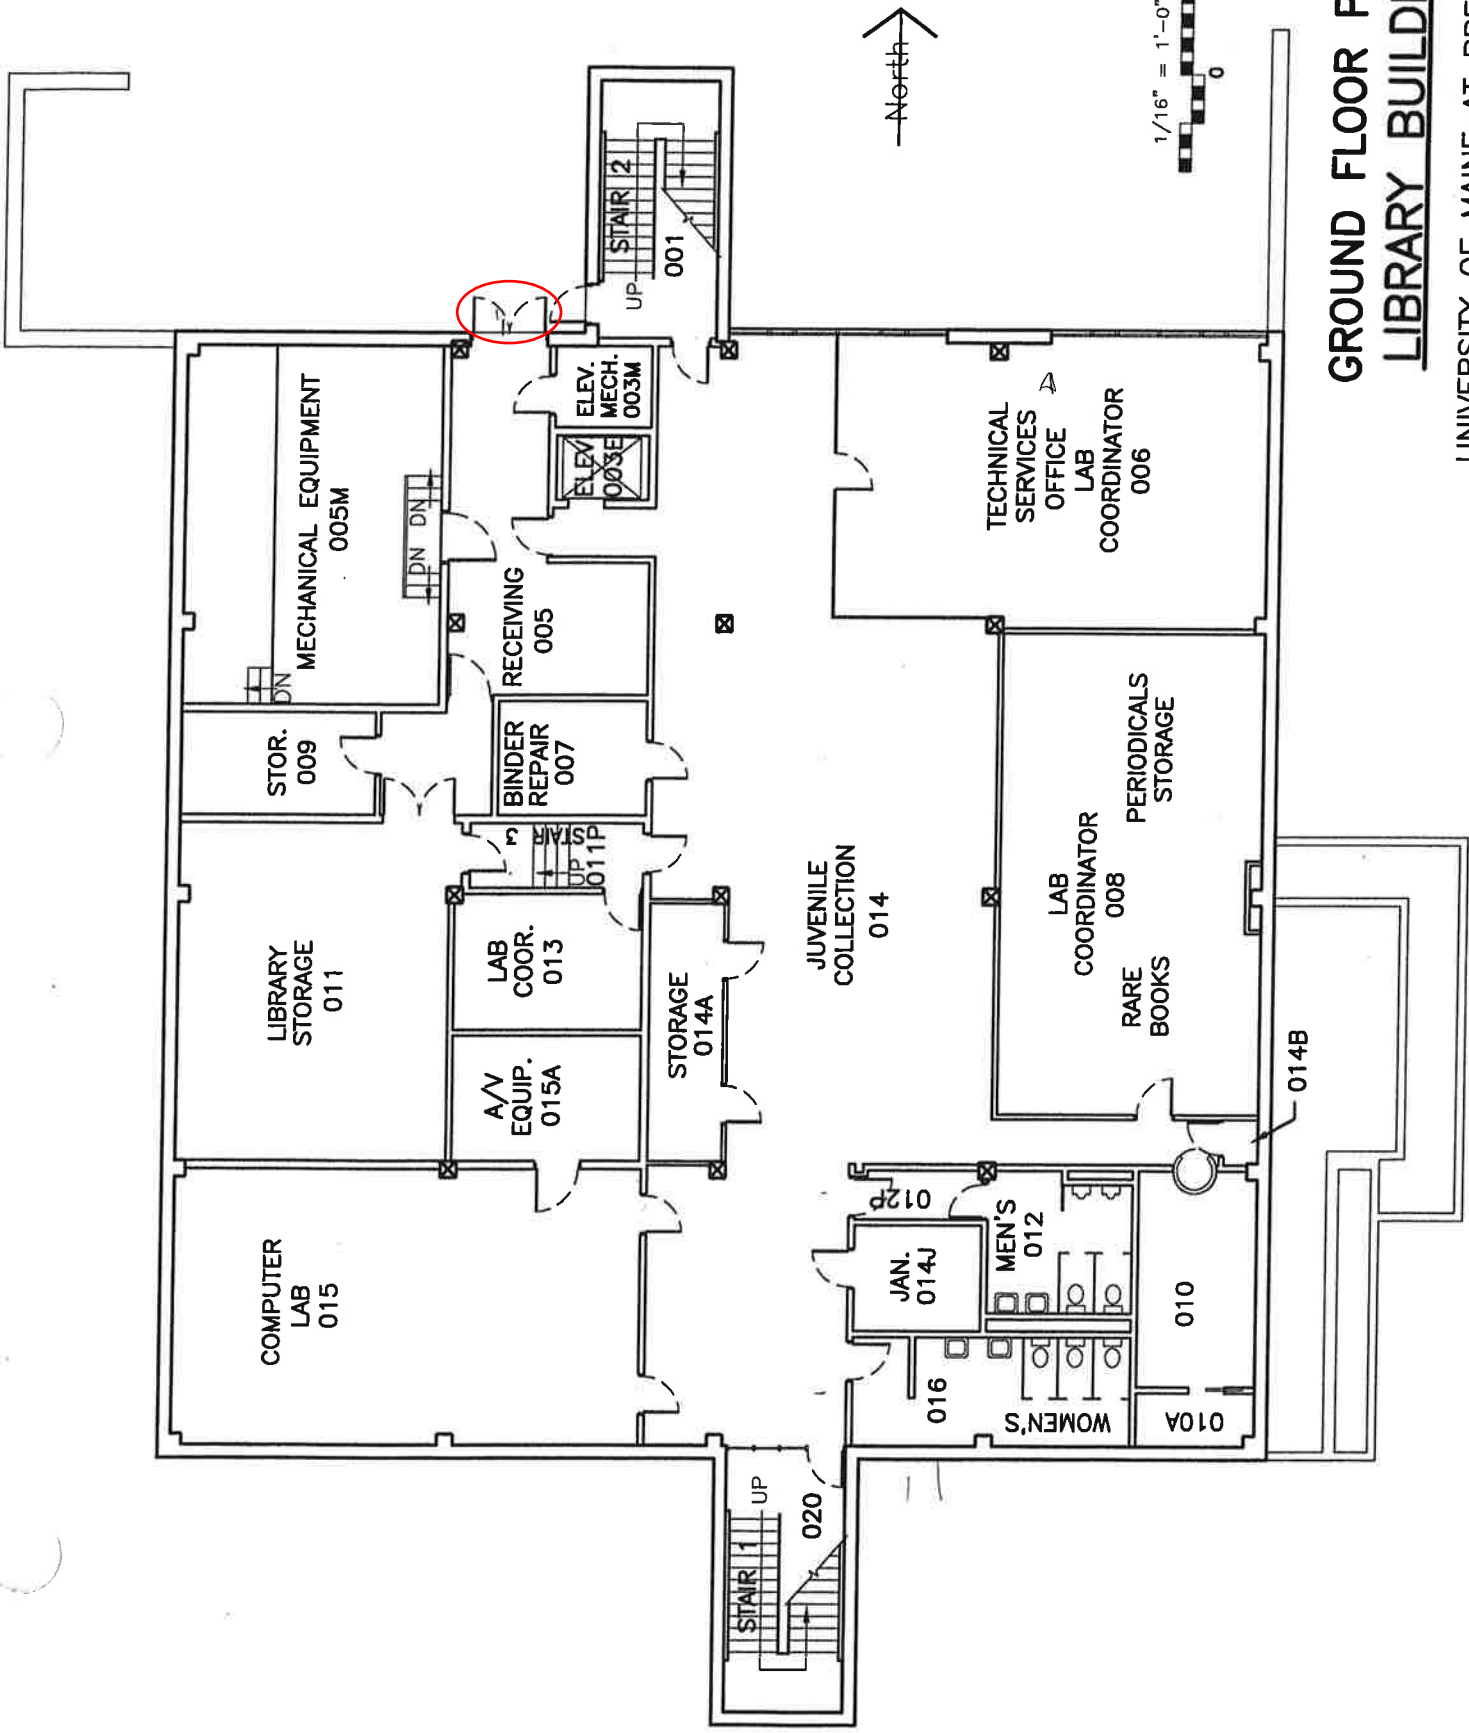 GROUND FLOOR
LIBRARY
UNIVERSITY OF MAINE AT
1/16" = 1'-0"
0
North
STAIR 2
UP
001
MECHANICAL EQUIPMENT
005M
DN DN
DN
ELEV.
MECH.
003M
ELEV
003E
RECEIVING
005
STOR.
009
BINDER
REPAIR
007
STAIR 3
UP
011P
LIBRARY
STORAGE
011
LAB
COOR.
013
A/V
EQUIP.
015A
STORAGE
014A
COMPUTER
LAB
015
JUVENILE
COLLECTION
014
TECHNICAL
SERVICES
OFFICE
LAB
COORDINATOR
006
PERIODICALS
STORAGE
LAB
COORDINATOR
008
RARE
BOOKS
014B
012P
MEN'S
012
JAN.
014J
010
016
WOMEN'S
010A
STAIR 1
UP
020